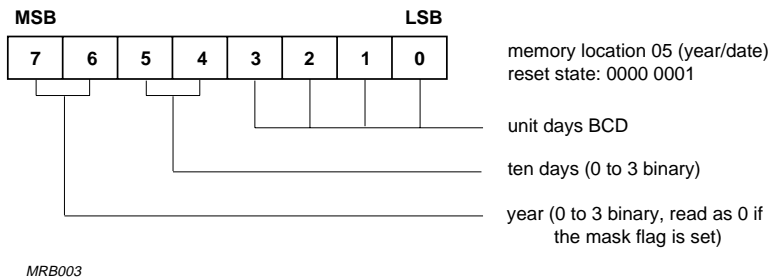 MSB LSB
7 6 5 4 3 2 1 0
memory location 05 (year/date)
reset state: 0000 0001
unit days BCD
ten days (0 to 3 binary)
year (0 to 3 binary, read as 0 if
the mask flag is set)
MRB003